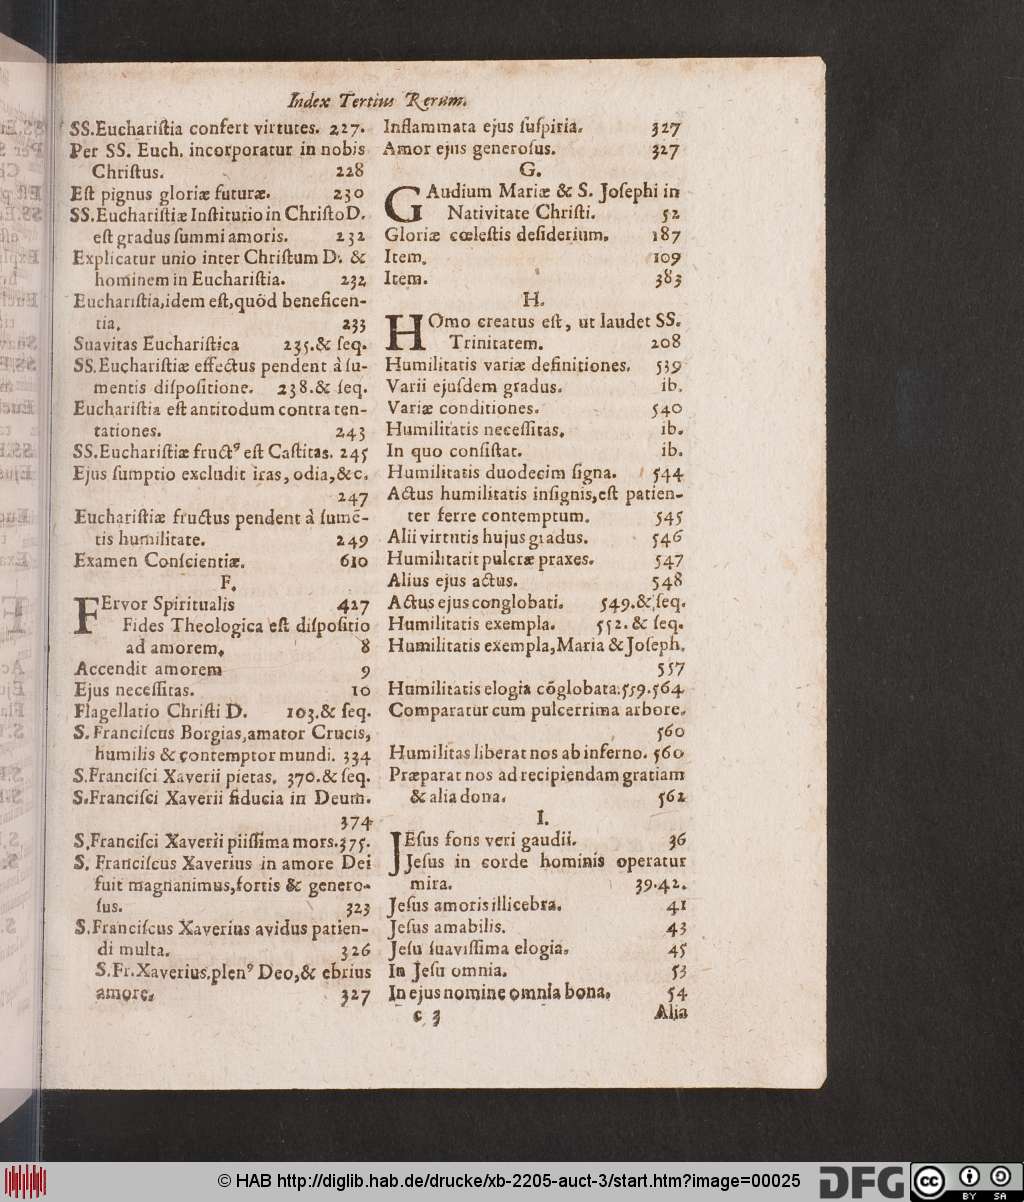 Index Tertius Rerum.
SS.Euchariſtia confert virtutes. 227.
Per SS. Euch. incorporatur in nobis
Chriſtus. 228
Eſt pignus gloriæ futuræ. 230
SS.Euchariſtiæ Inſtitutio in Chriſto D.
eſt gradus ſummi amoris. 232
Explicatur unio inter Chriſtum D. &
hominem in Euchariſtia. 232
Euchariſtia,idem eſt,quód beneficen-
tia. 233
Suavitas Euchariſtica 235.& ſeq.
SS.Euchariſtiæ effectus pendent à ſu-
mentis diſpoſitione. 238.& ſeq.
Euchariſtia eſt antitodum contra ten-
tationes. 243
SS.Euchariſtiæ fructꝰ eſt Caſtitas. 245
Ejus ſumptio excludit iras, odia,&c.
247
Euchariſtiæ fructus pendent à ſumē-
tis humilitate. 249
Examen Conſcientiæ. 610
F.
FErvor Spiritualis 427
Fides Theologica eſt diſpoſitio
ad amorem. 8
Accendit amorem 9
Ejus neceſſitas. 10
Flagellatio Chriſti D. 103.& ſeq.
S. Franciſcus Borgias,amator Crucis,
humilis & contemptor mundi. 334
S.Franciſci Xaverii pietas. 370.& ſeq.
S.Franciſci Xaverii fiducia in Deum.
374
S.Franciſci Xaverii piiſſima mors.375.
S. Franciſcus Xaverius in amore Dei
fuit magnanimus,fortis & genero-
ſus. 323
S.Franciſcus Xaverius avidus patien-
di multa. 326
S.Fr.Xaverius,plenꝰ Deo,& ebrius
amore. 327
Inflammata ejus ſuſpiria. 327
Amor ejus generoſus. 327
G.
GAudium Mariæ & S. Joſephi in
Nativitate Chriſti. 52
Gloriæ cœleſtis deſiderium. 187
Item. 109
Item. 383
H.
HOmo creatus eſt, ut laudet SS.
Trinitatem. 208
Humilitatis variæ definitiones. 539
Varii ejuſdem gradus. ib.
Variæ conditiones. 540
Humilitatis neceſſitas. ib.
In quo conſiſtat. ib.
Humilitatis duodecim ſigna. 544
Actus humilitatis inſignis,eſt patien-
ter ferre contemptum. 545
Alii virtutis hujus gradus. 546
Humilitatit pulcræ praxes. 547
Alius ejus actus. 548
Actus ejus conglobati. 549.& ſeq.
Humilitatis exempla. 552. & ſeq.
Humilitatis exempla,Maria & Joſeph.
557
Humilitatis elogia cōglobata.559.564
Comparatur cum pulcerrima arbore.
560
Humilitas liberat nos ab inferno. 560
Præparat nos ad recipiendam gratiam
& alia dona. 562
I.
JEſus fons veri gaudii. 36
Jeſus in corde hominis operatur
mira. 39.42.
Jeſus amoris illicebra. 41
Jeſus amabilis. 43
Jeſu ſuaviſſima elogia. 45
In Jeſu omnia. 53
In ejus nomine omnia bona. 54
c 3 Alia
© HAB http://diglib.hab.de/drucke/xb-2205-auct-3/start.htm?image=00025
DFG
cc BY SA